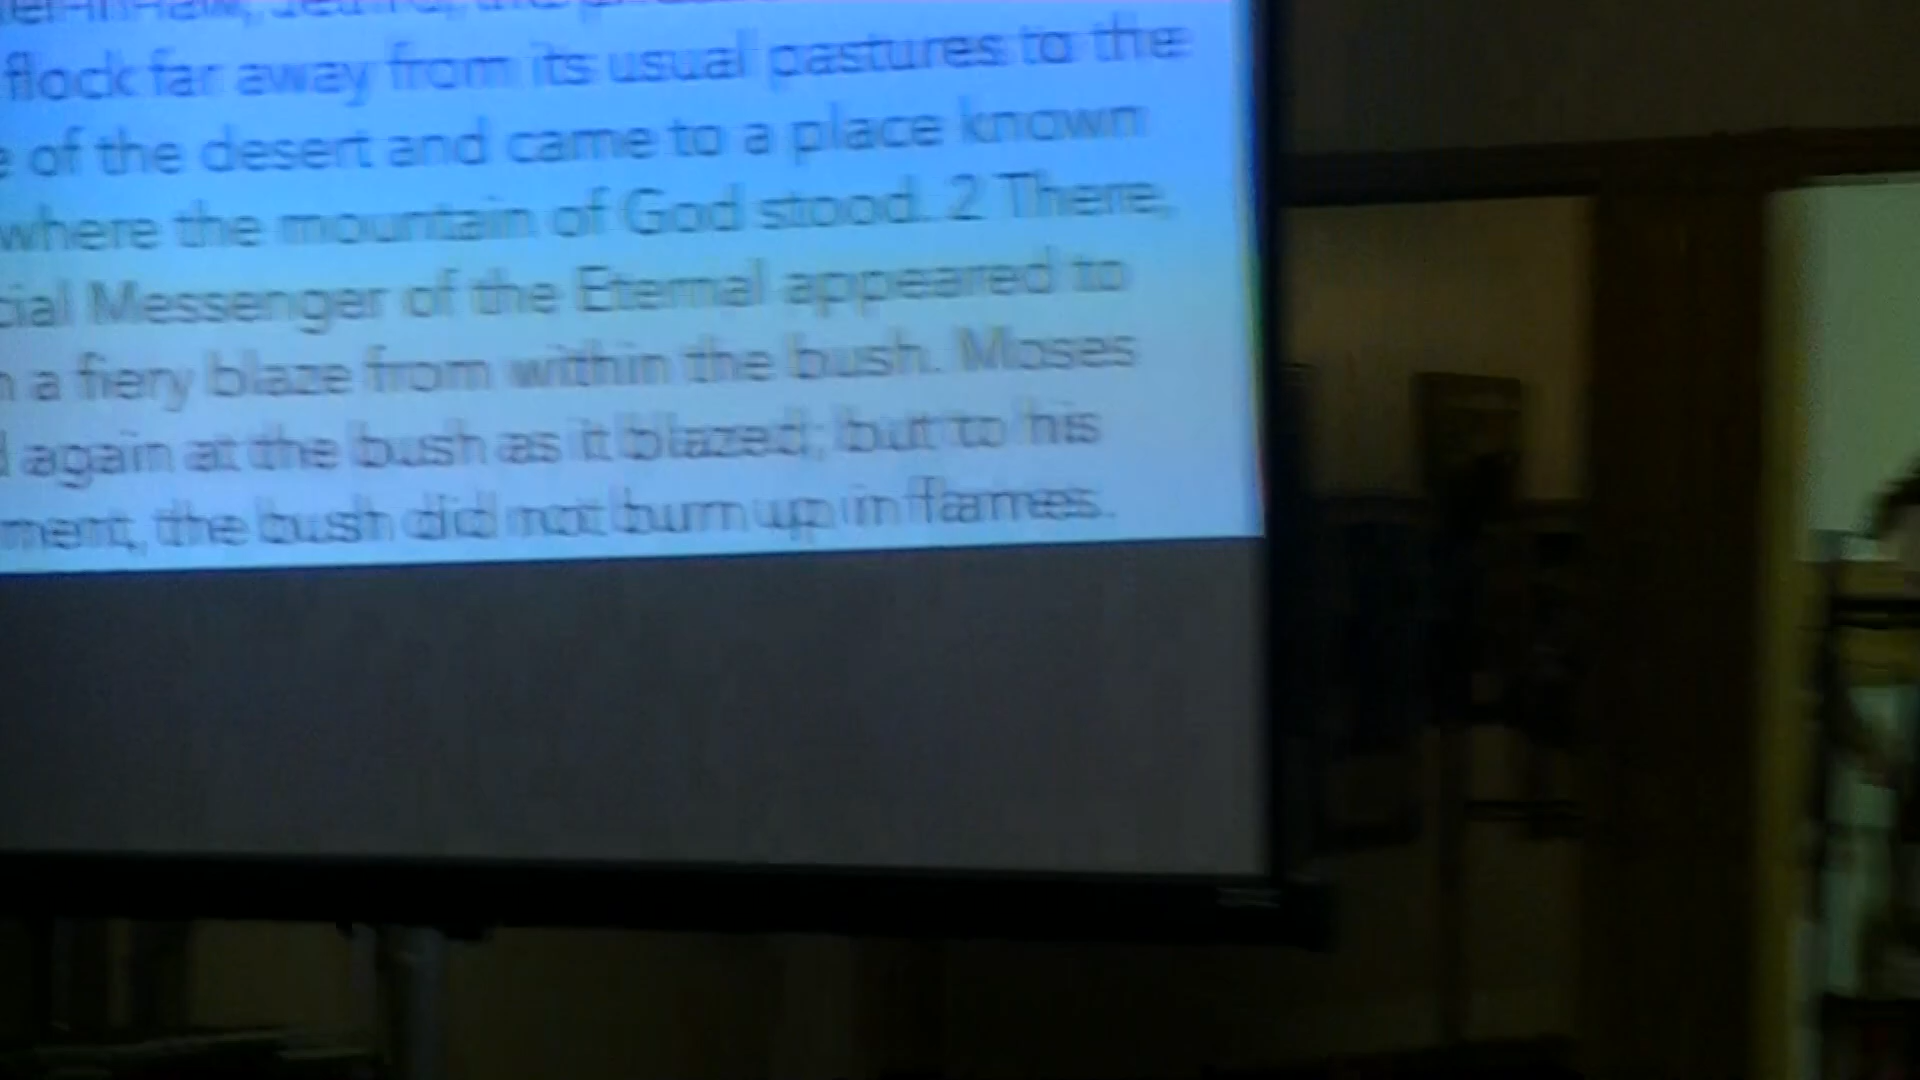 flock far away from its usual pastures to the
of the desert and came to a place known
where the mountain of God stood. 2 There,
Messenger of the Eternal appeared to
a fiery blaze from within the bush. Moses
again at the bush as it blazed; but to his
the bush did not burn up in flames.